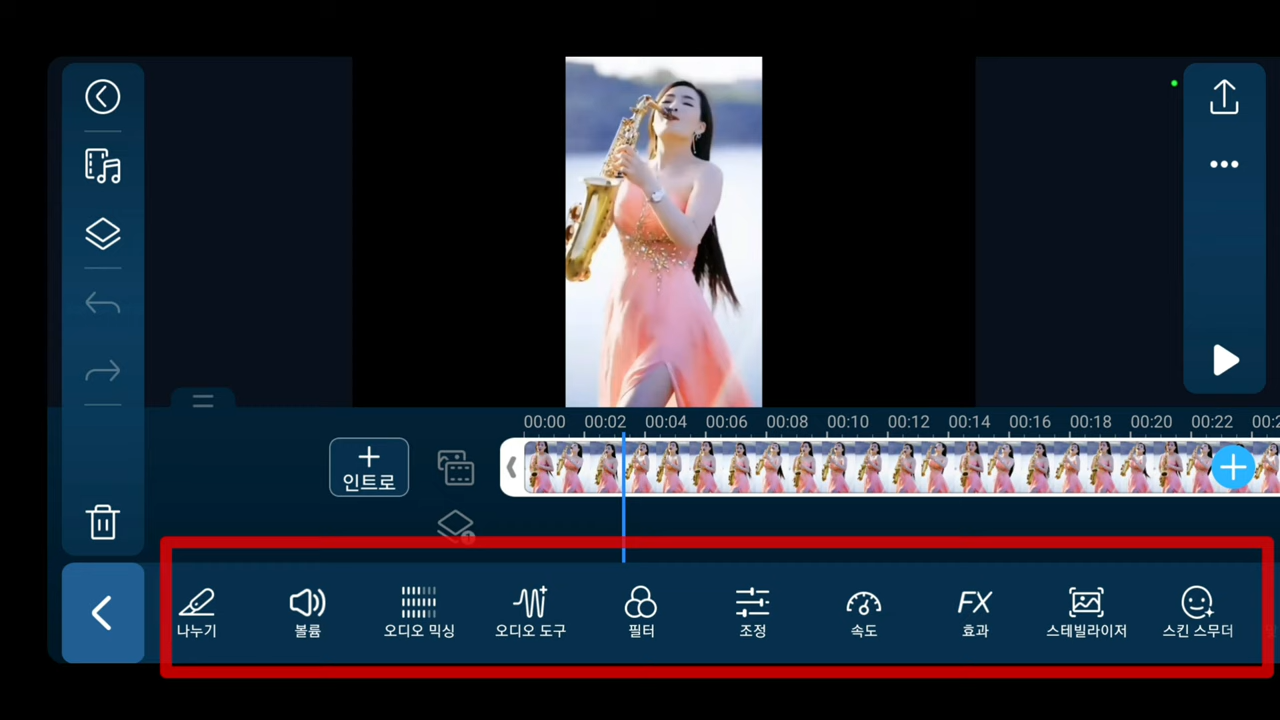 00:00 00:02 00:04 00:06 00:08 00:10 00:12 00:14 00:16 00:18 00:20 00:22
인트로
나누기 볼륨 오디오 믹싱 오디오 도구 필터 조정 속도 FX 효과 스테빌라이저 스킨 스무더